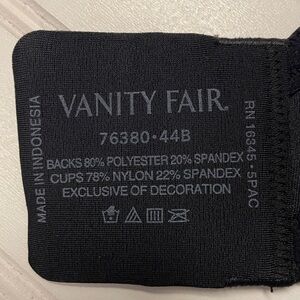 VANITY FAIR®
76380•44B
BACKS 80% POLYESTER 20% SPANDEX
CUPS 78% NYLON 22% SPANDEX
EXCLUSIVE OF DECORATION
MADE IN INDONESIA
RN 16345, 5PAC